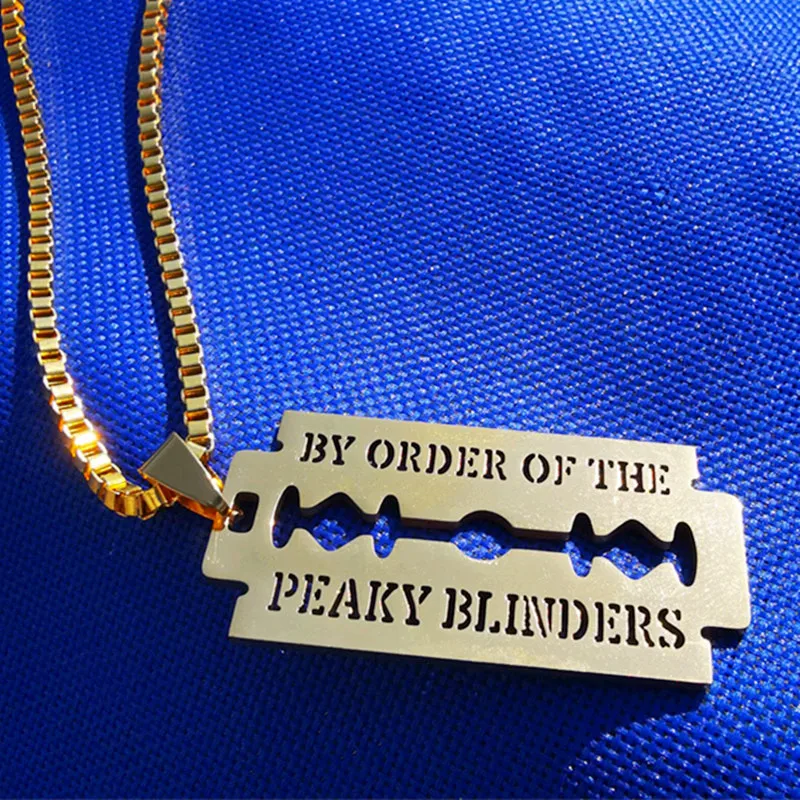 BY ORDER OF THE
PEAKY BLINDERS